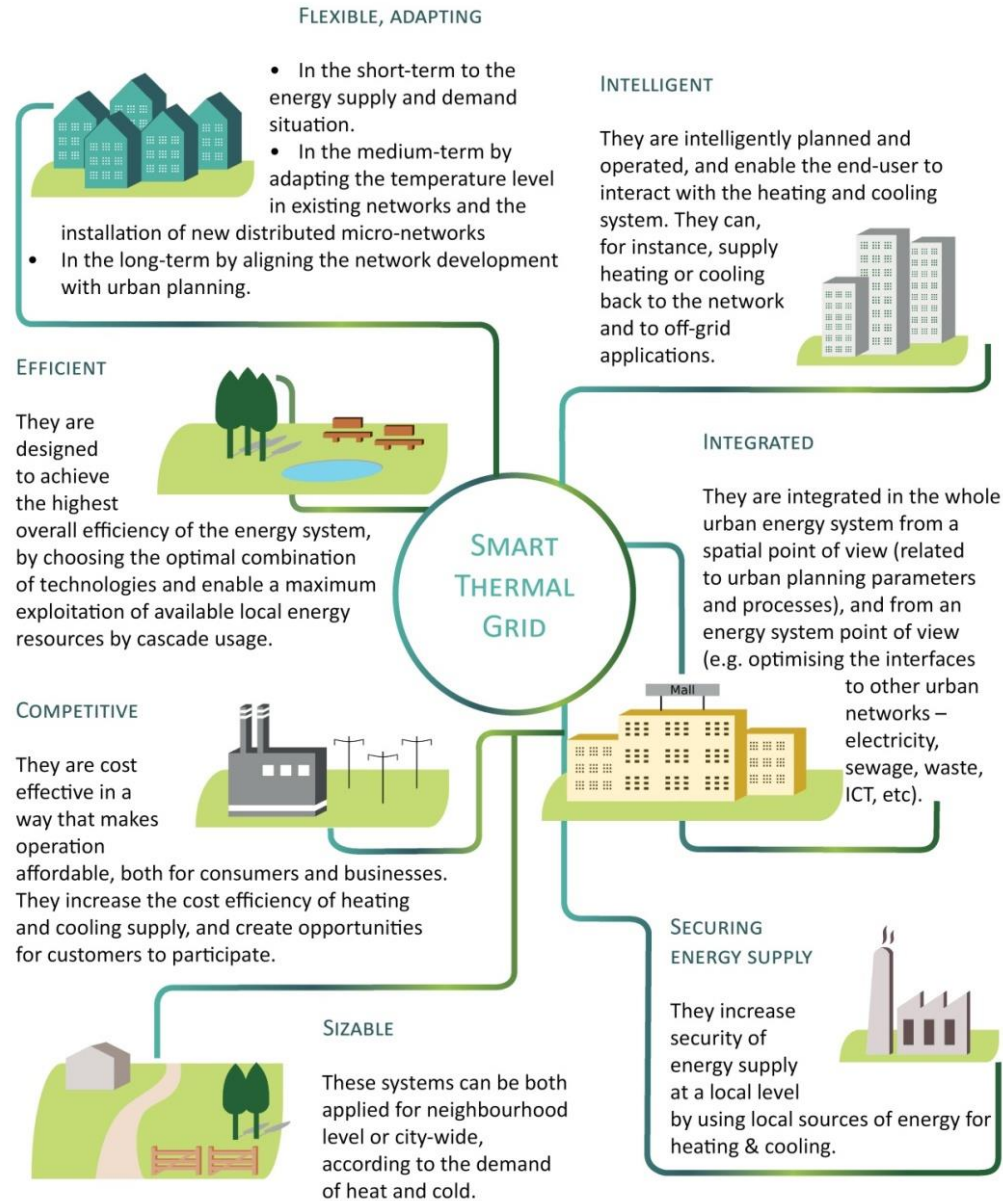 FLEXIBLE, ADAPTING
• In the short-term to the
energy supply and demand
situation.
• In the medium-term by
adapting the temperature level
in existing networks and the
installation of new distributed micro-networks
• In the long-term by aligning the network development
with urban planning.
INTELLIGENT
They are intelligently planned and
operated, and enable the end-user to
interact with the heating and cooling
system. They can,
for instance, supply
heating or cooling
back to the network
and to off-grid
applications.
EFFICIENT
They are
designed
to achieve
the highest
overall efficiency of the energy system,
by choosing the optimal combination
of technologies and enable a maximum
exploitation of available local energy
resources by cascade usage.
SMART
THERMAL
GRID
INTEGRATED
They are integrated in the whole
urban energy system from a
spatial point of view (related
to urban planning parameters
and processes), and from an
energy system point of view
(e.g. optimising the interfaces
to other urban
networks –
electricity,
sewage, waste,
ICT, etc).
Mall
COMPETITIVE
They are cost
effective in a
way that makes
operation
affordable, both for consumers and businesses.
They increase the cost efficiency of heating
and cooling supply, and create opportunities
for customers to participate.
SECURING
ENERGY SUPPLY
They increase
security of
energy supply
at a local level
by using local sources of energy for
heating & cooling.
SIZABLE
These systems can be both
applied for neighbourhood
level or city-wide,
according to the demand
of heat and cold.